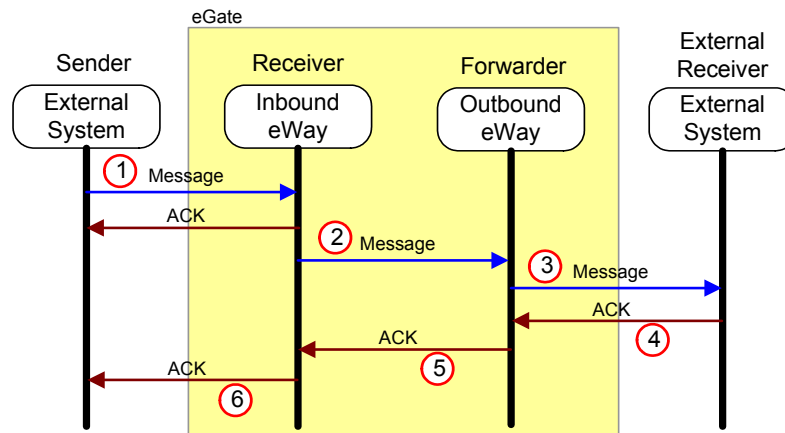 eGate
Sender
Receiver
Forwarder
External
Receiver
External
System
Inbound
eWay
Outbound
eWay
External
System
1
Message
ACK
2
Message
3
Message
ACK
4
ACK
5
ACK
6